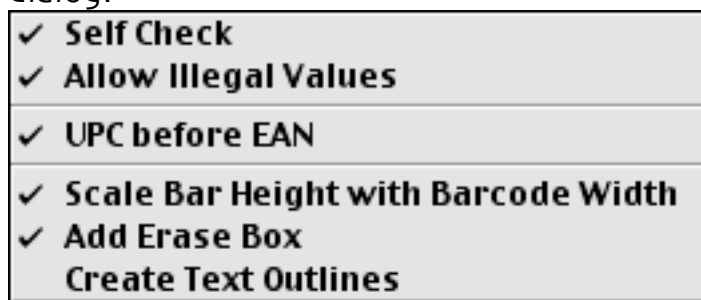 dialog.
✓ Self Check
✓ Allow Illegal Values
✓ UPC before EAN
✓ Scale Bar Height with Barcode Width
✓ Add Erase Box
Create Text Outlines